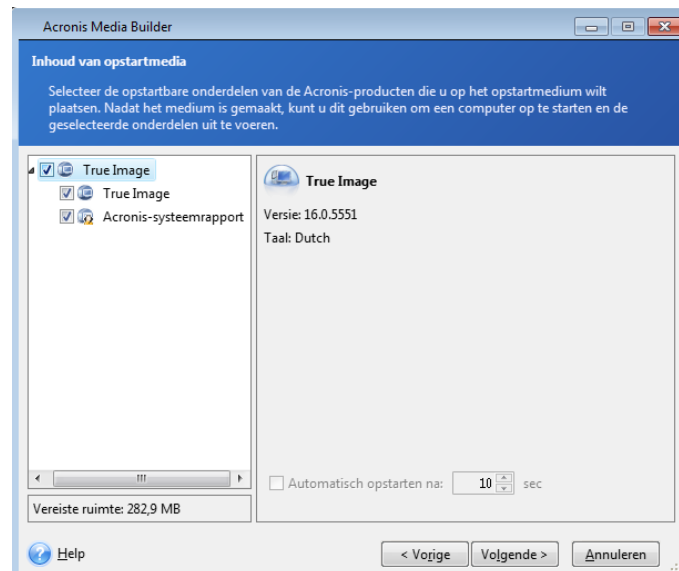 Acronis Media Builder
Inhoud van opstartmedia
Selecteer de opstartbare onderdelen van de Acronis-producten die u op het opstartmedium wilt
plaatsen. Nadat het medium is gemaakt, kunt u dit gebruiken om een computer op te starten en de
geselecteerde onderdelen uit te voeren.
True Image
True Image
Acronis-systeemrapport
True Image
Versie: 16.0.5551
Taal: Dutch
Automatisch opstarten na: 10 sec
Vereiste ruimte: 282,9 MB
Help
< Vorige
Volgende >
Annuleren